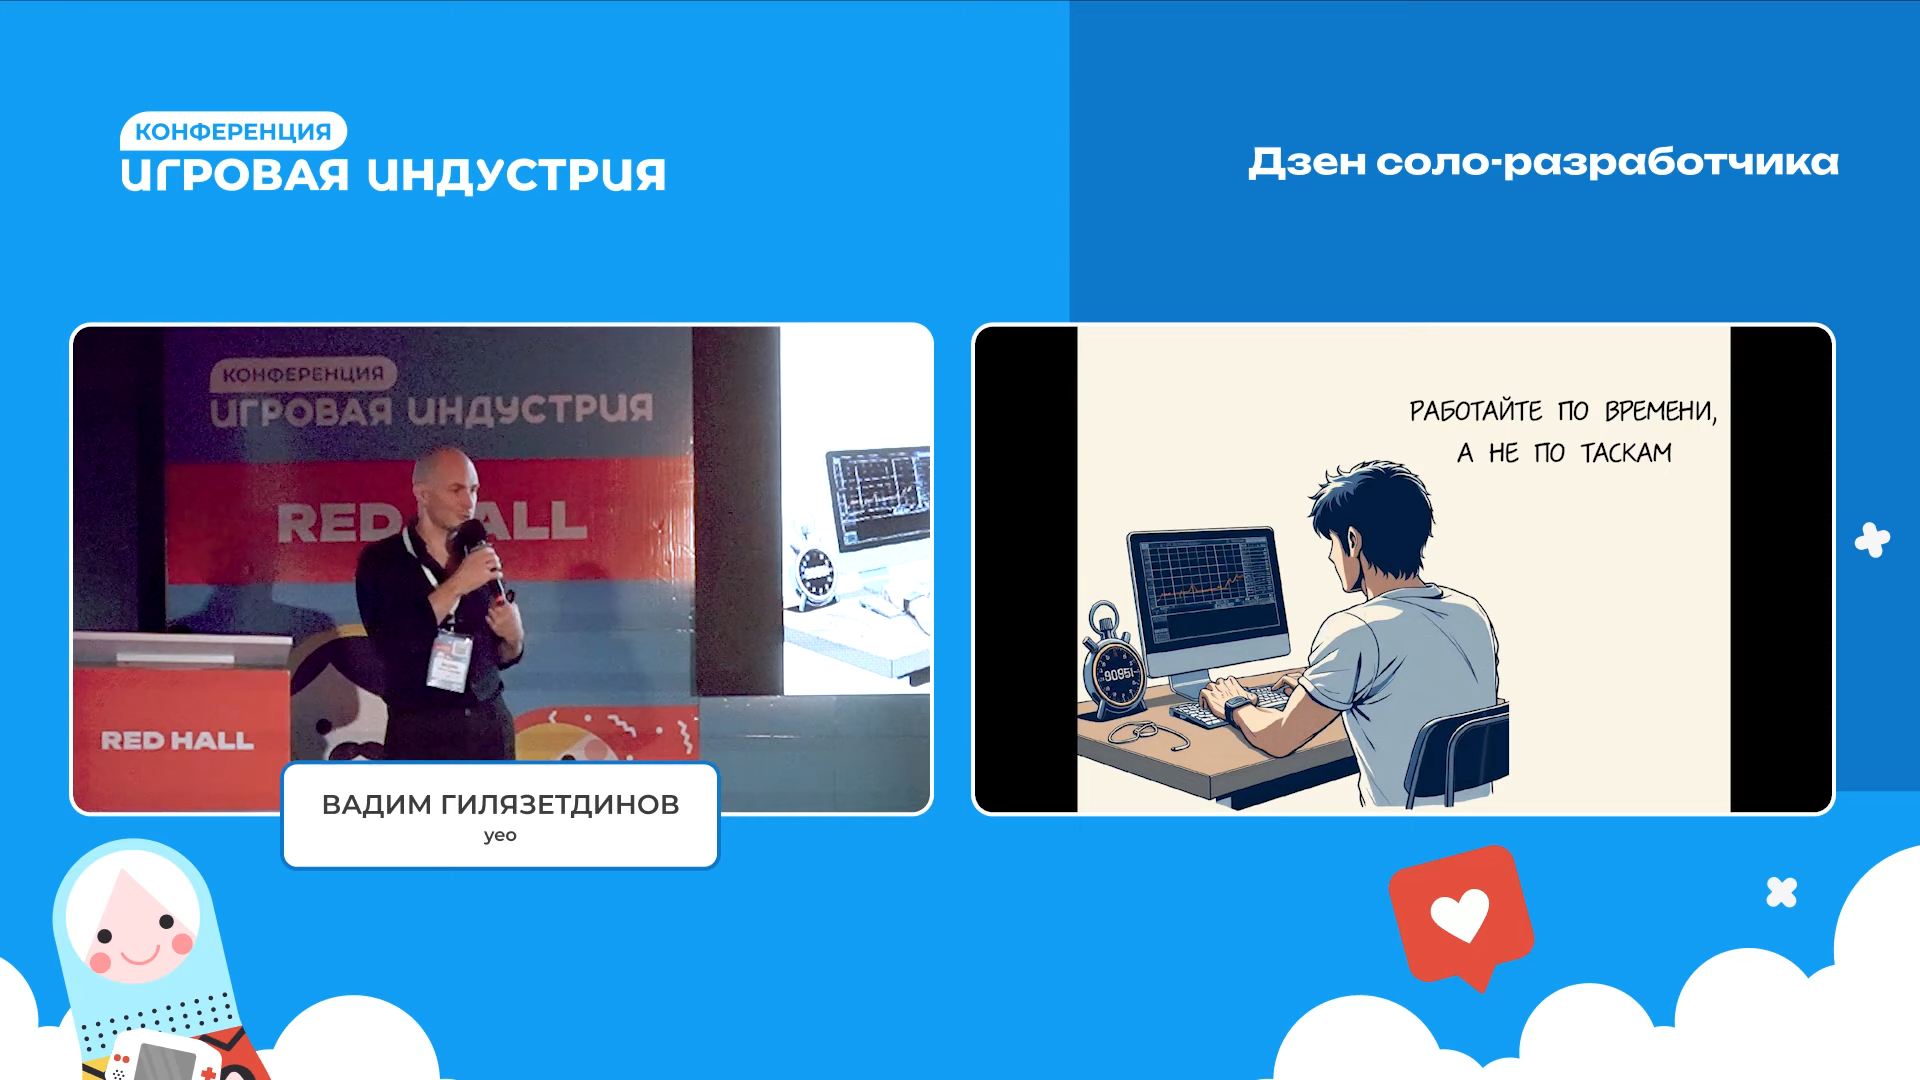 КОНФЕРЕНЦИЯ
ИГРОВАЯ ИНДУСТРИЯ
Дзен соло-разработчика
КОНФЕРЕНЦИЯ
ИГРОВАЯ ИНДУСТРИЯ
RED HALL
RED HALL
ВАДИМ ГИЛЯЗЕТДИНОВ
yeo
РАБОТАЙТЕ ПО ВРЕМЕНИ,
А НЕ ПО ТАСКАМ